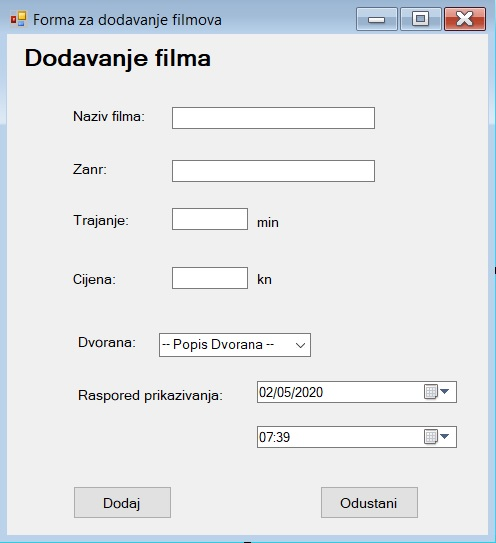 Forma za dodavanje filmova
Dodavanje filma
Naziv filma:
Zanr:
Trajanje: min
Cijena: kn
Dvorana: -- Popis Dvorana --
Raspored prikazivanja: 02/05/2020
07:39
Dodaj Odustani